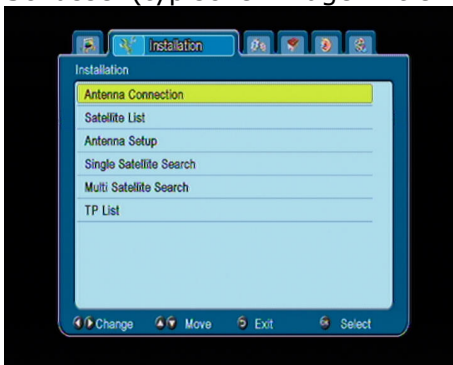 Installation
Installation
Antenna Connection
Satellite List
Antenna Setup
Single Satellite Search
Multi Satellite Search
TP List
Change Move Exit Select